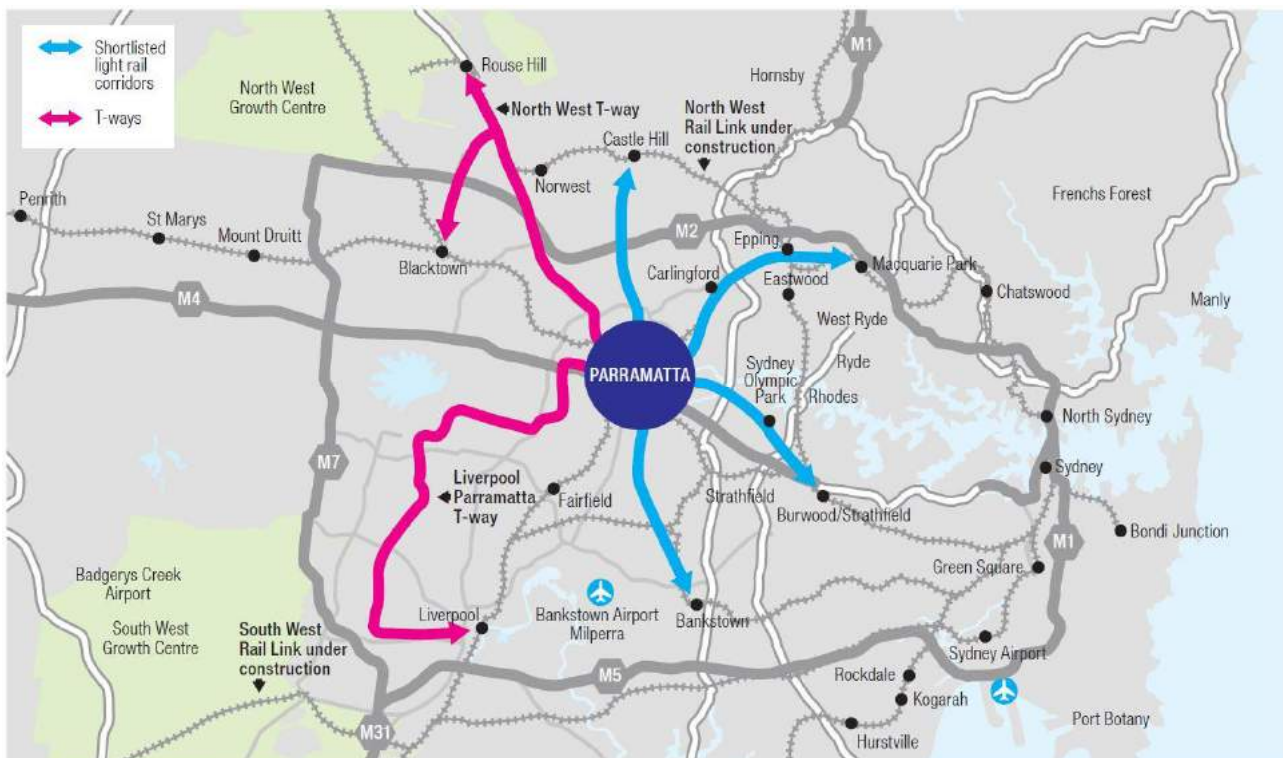 Shortlisted
light rail
corridors
T-ways
M1
Rouse Hill
Hornsby
North West
Growth Centre
North West T-way
North West
Rail Link under
construction
Castle Hill
Norwest
Frenchs Forest
Penrith
St Marys
Mount Druitt
Blacktown
M2
Epping
Macquarie Park
Carlingford
Eastwood
Chatswood
Manly
M4
West Ryde
PARRAMATTA
Sydney
Olympic
Park
Ryde
Rhodes
North Sydney
M7
Sydney
Liverpool
Parramatta
T-way
Fairfield
Strathfield
Burwood/Strathfield
Bondi Junction
M1
Green Square
Badgerys Creek
Airport
Liverpool
Bankstown Airport
Milperra
Bankstown
South West
Growth Centre
South West
Rail Link under
construction
Sydney Airport
M5
Rockdale
Kogarah
Port Botany
M31
Hurstville